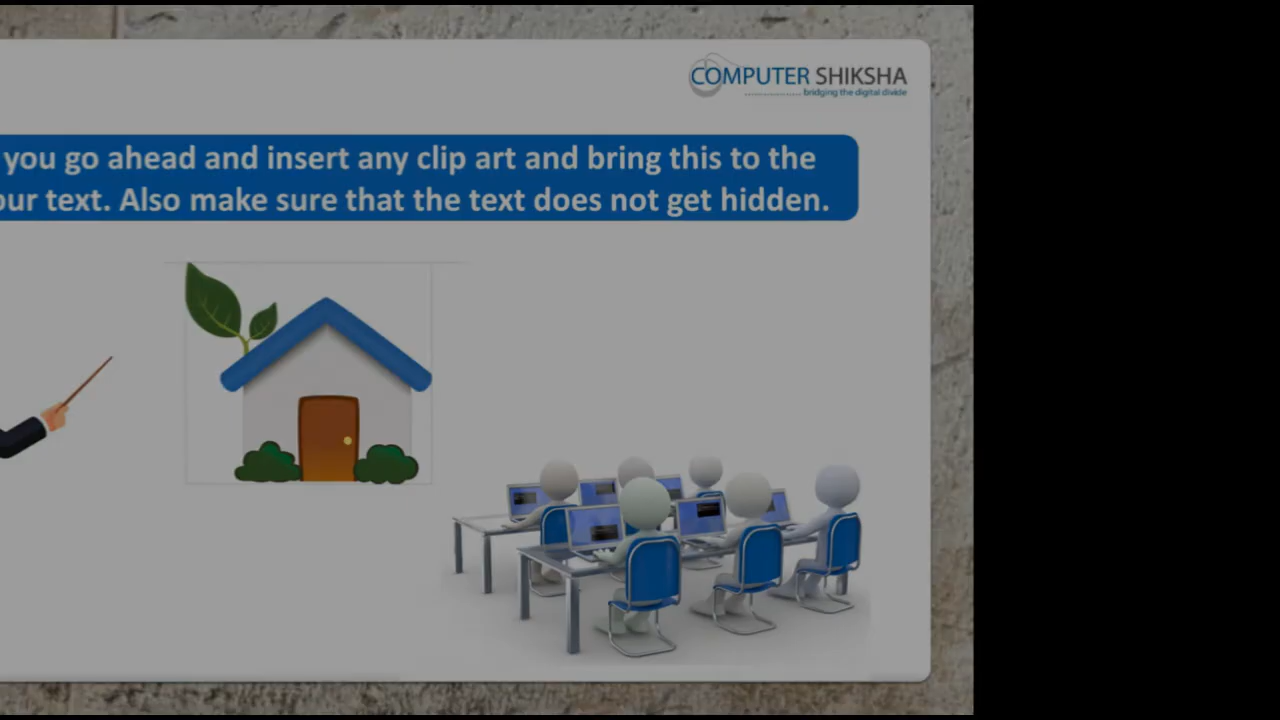 COMPUTER SHIKSHA
bridging the digital divide
you go ahead and insert any clip art and bring this to the
our text. Also make sure that the text does not get hidden.